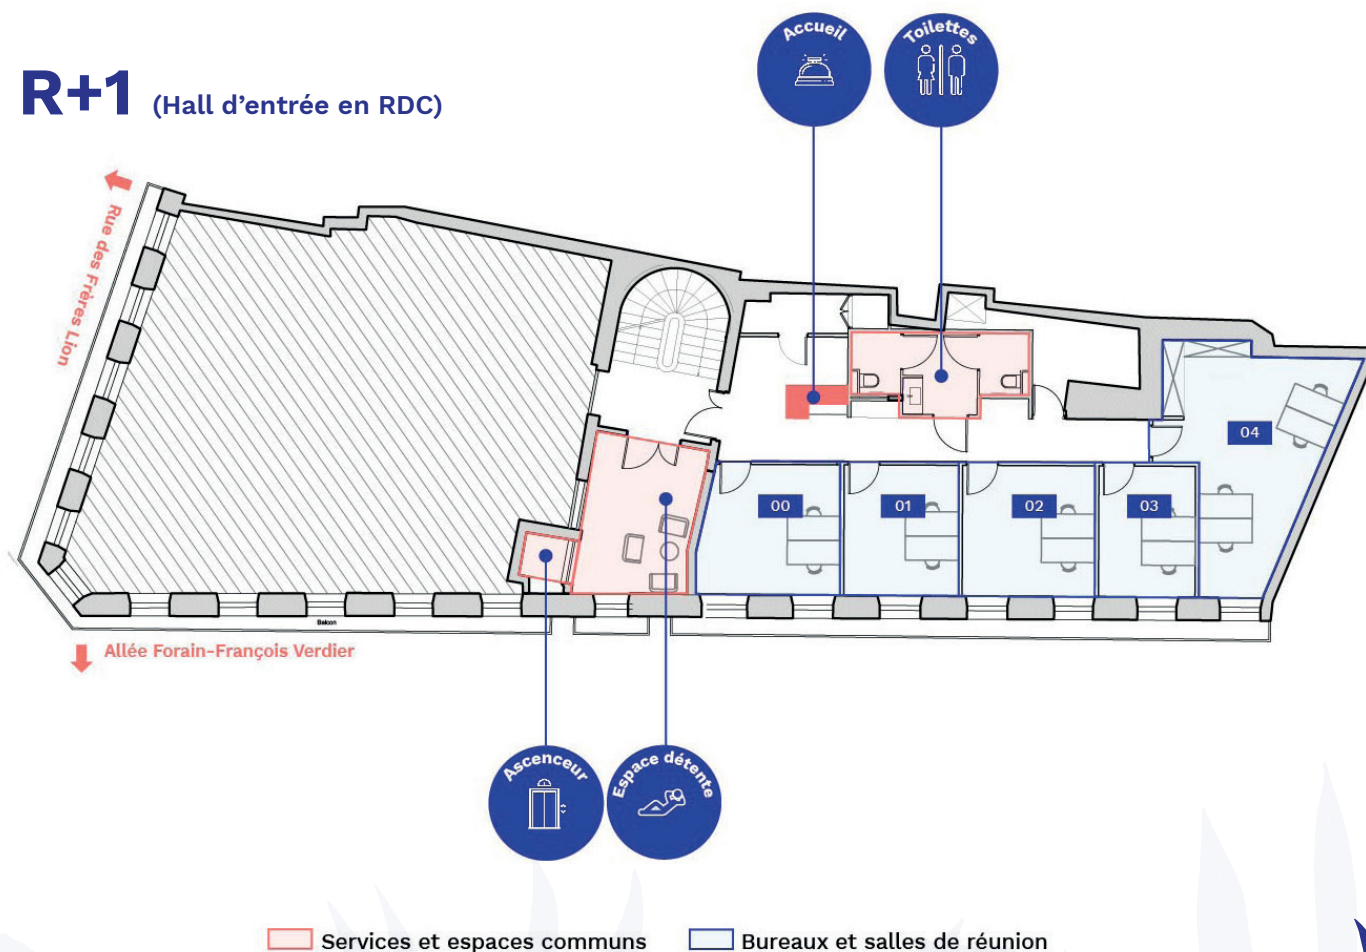 Accueil
Toilettes
R+1 (Hall d'entrée en RDC)
Rue des Frères Lion
04
00
01
02
03
Balcon
Allée Forain-François Verdier
Ascenceur
Espace détente
Services et espaces communs
Bureaux et salles de réunion